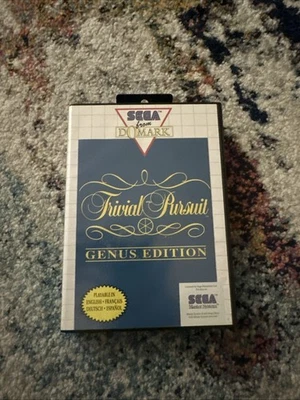 SEGA®
from
DOMARK
Trivial Pursuit
GENUS EDITION
PLAYABLE IN
ENGLISH • FRANÇAIS
DEUTSCH • ESPAÑOL
SEGA